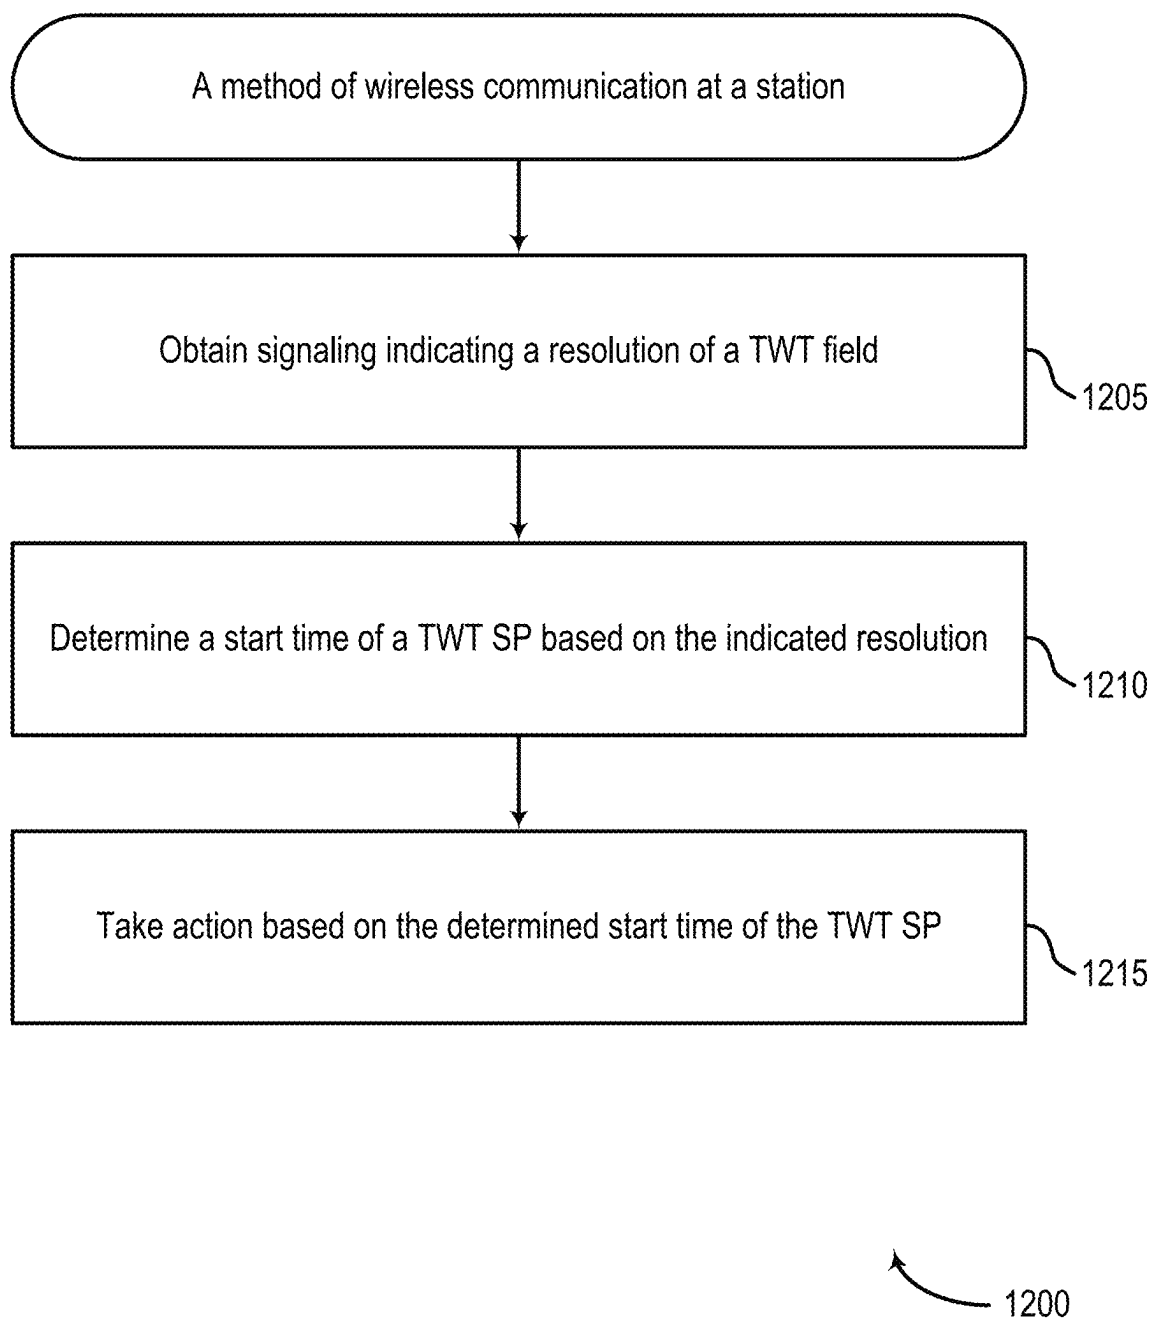 A method of wireless communication at a station
Obtain signaling indicating a resolution of a TWT field
1205
Determine a start time of a TWT SP based on the indicated resolution
1210
Take action based on the determined start time of the TWT SP
1215
1200